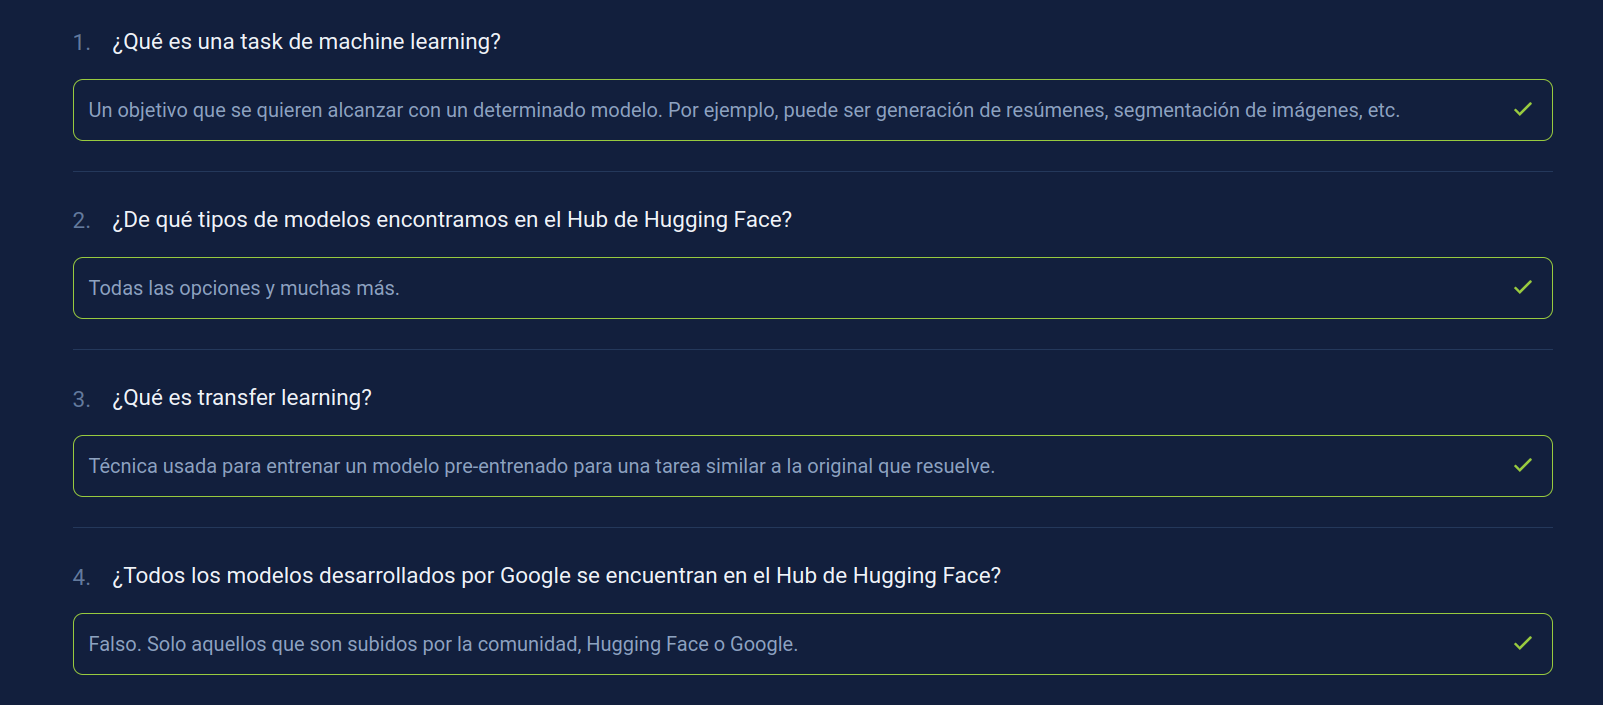 1. ¿Qué es una task de machine learning?
Un objetivo que se quieren alcanzar con un determinado modelo. Por ejemplo, puede ser generación de resúmenes, segmentación de imágenes, etc.
2. ¿De qué tipos de modelos encontramos en el Hub de Hugging Face?
Todas las opciones y muchas más.
3. ¿Qué es transfer learning?
Técnica usada para entrenar un modelo pre-entrenado para una tarea similar a la original que resuelve.
4. ¿Todos los modelos desarrollados por Google se encuentran en el Hub de Hugging Face?
Falso. Solo aquellos que son subidos por la comunidad, Hugging Face o Google.